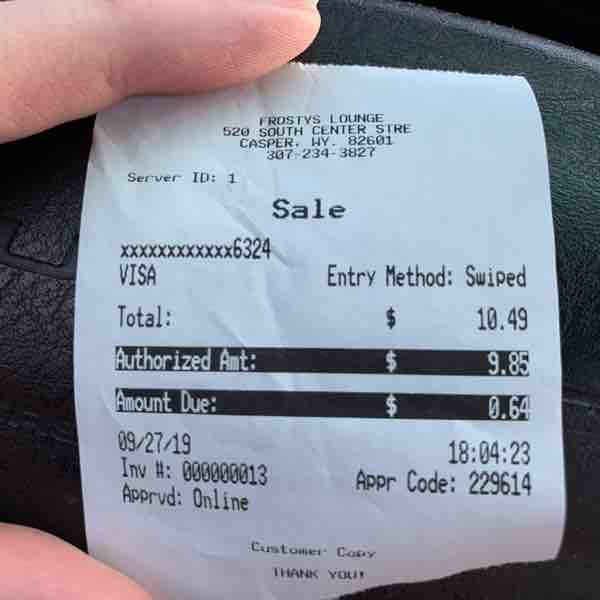 FROSTYS LOUNGE
520 SOUTH CENTER STRE
CASPER, WY. 82601
307-234-3827
Server ID: 1
Sale
xxxxxxxxxxxx6324
VISA Entry Method: Swiped
Total: $ 10.49
Authorized Amt: $ 9.85
Amount Due: $ 0.64
09/27/19 18:04:23
Inv #: 000000013 Appr Code: 229614
Apprvd: Online
Customer Copy
THANK YOU!